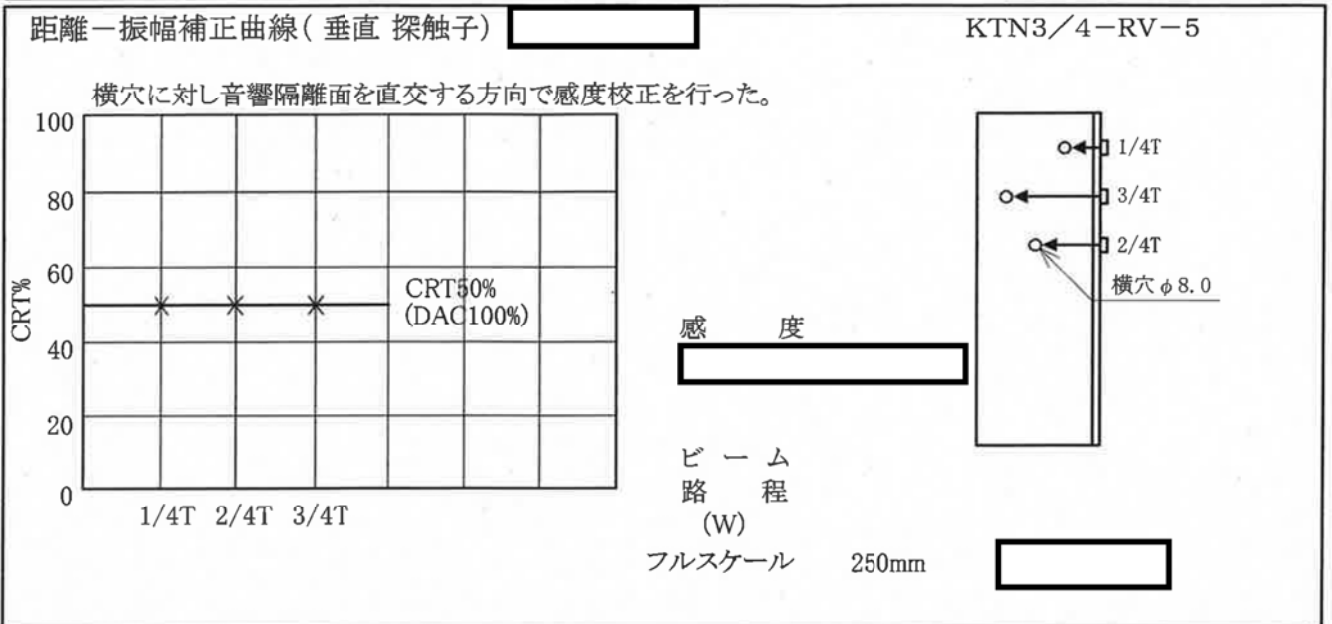 距離－振幅補正曲線( 垂直 探触子)
KTN3／4－RV－5
横穴に対し音響隔離面を直交する方向で感度校正を行った。
100
80
60
40
20
0
CRT%
CRT50%
(DAC100%)
1/4T 2/4T 3/4T
1/4T
3/4T
2/4T
横穴φ8.0
感 度
ビ ー ム
路 程
(W)
フルスケール 250mm